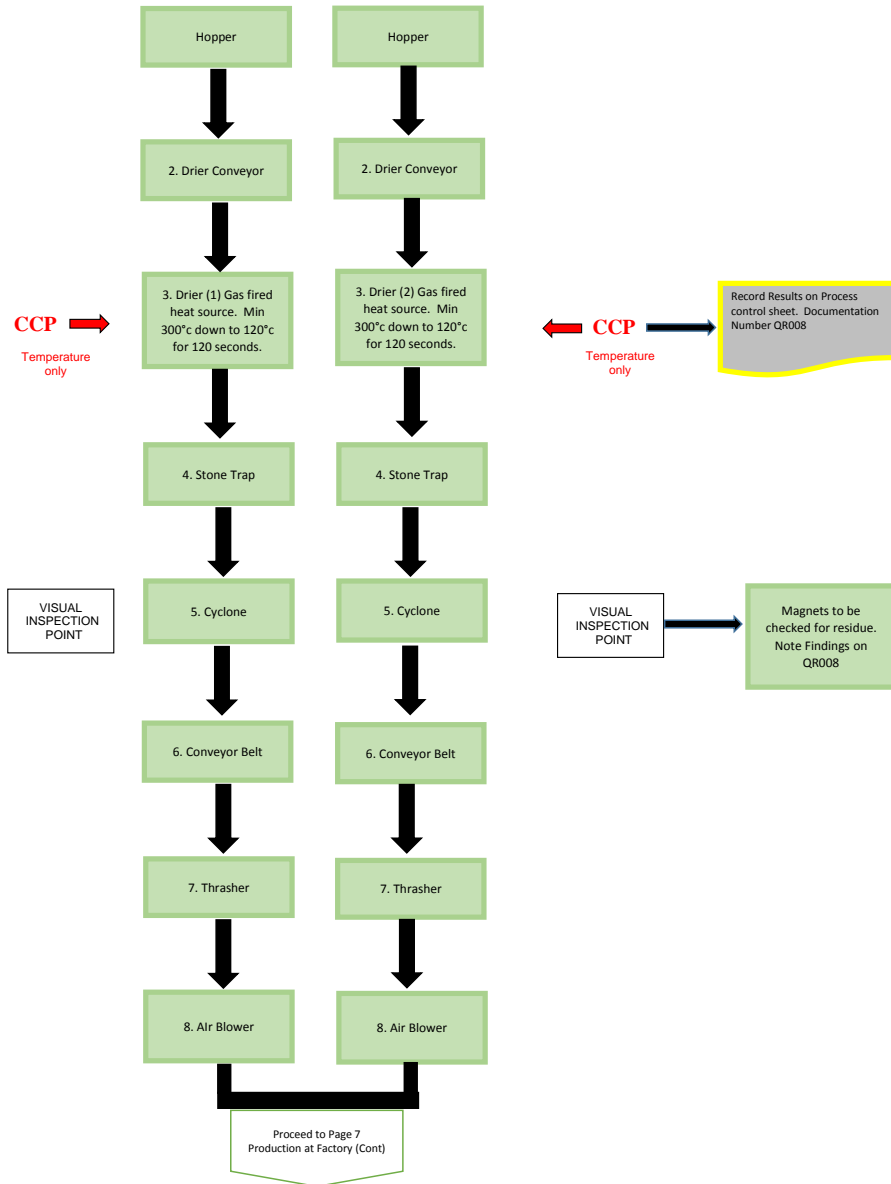 Hopper
Hopper
2. Drier Conveyor
2. Drier Conveyor
3. Drier (1) Gas fired
heat source. Min
300°c down to 120°c
for 120 seconds.
3. Drier (2) Gas fired
heat source. Min
300°c down to 120°c
for 120 seconds.
CCP
Temperature
only
CCP
Temperature
only
Record Results on Process
control sheet. Documentation
Number QR008
4. Stone Trap
4. Stone Trap
VISUAL
INSPECTION
POINT
5. Cyclone
5. Cyclone
VISUAL
INSPECTION
POINT
Magnets to be
checked for residue.
Note Findings on
QR008
6. Conveyor Belt
6. Conveyor Belt
7. Thrasher
7. Thrasher
8. AIr Blower
8. Air Blower
Proceed to Page 7
Production at Factory (Cont)